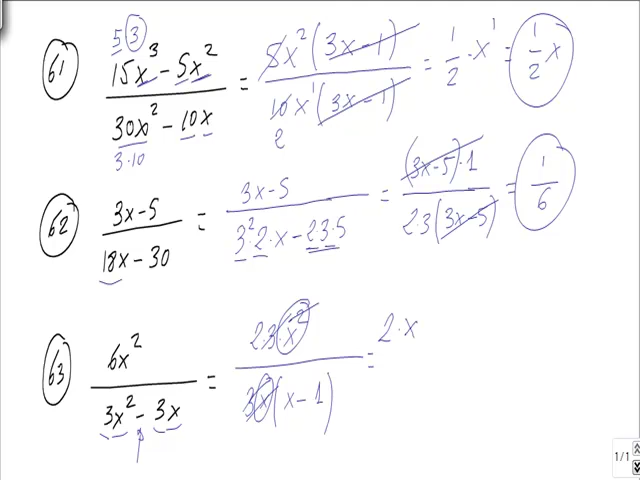 61) (15x³ - 5x²)/(30x² - 10x) = 5x²(3x-1)/10x¹(3x-1) = 1/2 · x¹ = 1/2 x
5 3
3·10
2
62) (3x-5)/(18x-30) = (3x-5)/(3²·2·x - 2·3·5) = (3x-5)·1/2·3(3x-5) = 1/6
63) 6x²/(3x² - 3x) = 2·3·x²/3x(x-1) = 2·x
1/1